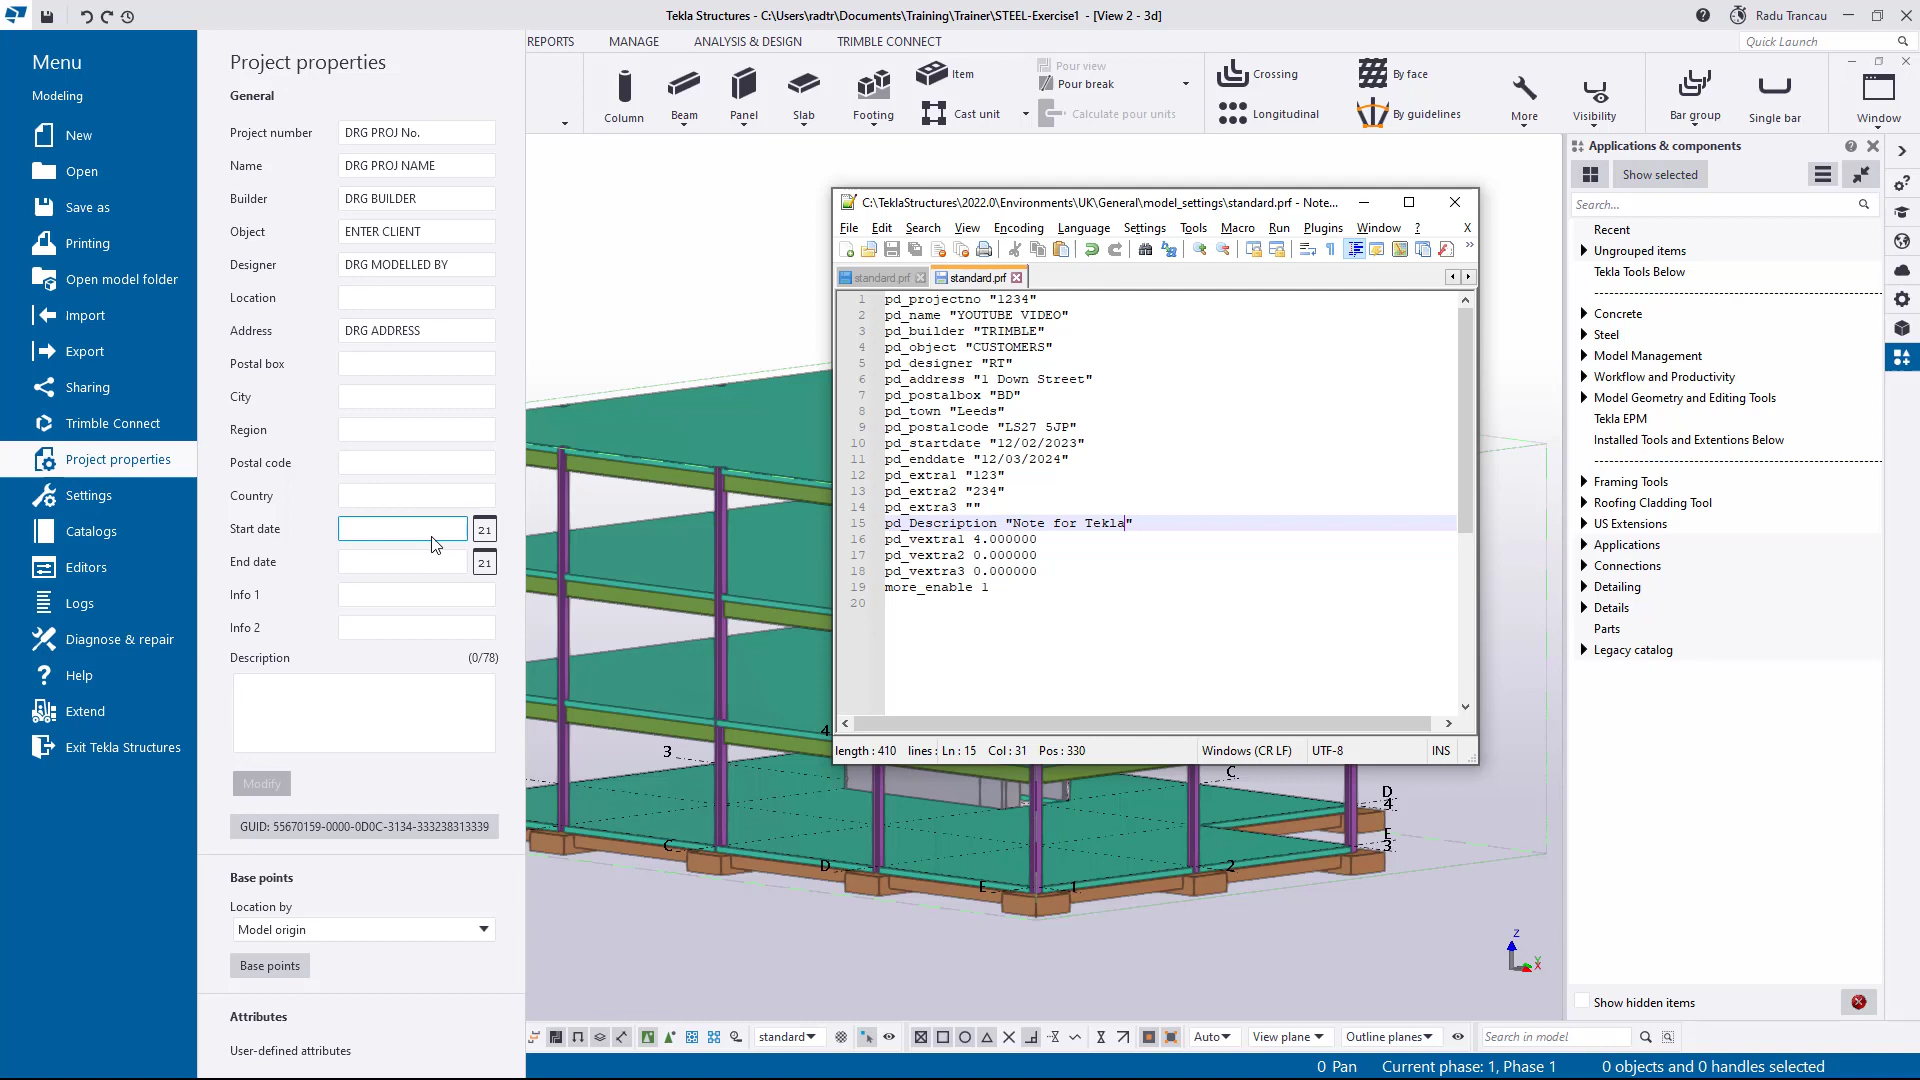 Tekla Structures - C:\Users\radtr\Documents\Training\Trainer\STEEL-Exercise1 - [View 2 - 3d]
Radu Trancau
REPORTS
MANAGE
ANALYSIS & DESIGN
TRIMBLE CONNECT
Quick Launch
Column
Beam
Panel
Slab
Footing
Item
Cast unit
Pour view
Pour break
Calculate pour units
Crossing
Longitudinal
By face
By guidelines
More
Visibility
Bar group
Single bar
Window
Menu
Modeling
New
Open
Save as
Printing
Open model folder
Import
Export
Sharing
Trimble Connect
Project properties
Settings
Catalogs
Editors
Logs
Diagnose & repair
Help
Extend
Exit Tekla Structures
Project properties
General
Project number DRG PROJ No.
Name DRG PROJ NAME
Builder DRG BUILDER
Object ENTER CLIENT
Designer DRG MODELLED BY
Location
Address DRG ADDRESS
Postal box
City
Region
Postal code
Country
Start date 21
End date 21
Info 1
Info 2
Description (0/78)
Modify
GUID: 55670159-0000-0D0C-3134-333238313339
Base points
Location by
Model origin
Base points
Attributes
User-defined attributes
C:\TeklaStructures\2022.0\Environments\UK\General\model_settings\standard.prf - Note...
File Edit Search View Encoding Language Settings Tools Macro Run Plugins Window ? X
standard.prf
standard.prf
1 pd_projectno "1234"
2 pd_name "YOUTUBE VIDEO"
3 pd_builder "TRIMBLE"
4 pd_object "CUSTOMERS"
5 pd_designer "RT"
6 pd_address "1 Down Street"
7 pd_postalbox "BD"
8 pd_town "Leeds"
9 pd_postalcode "LS27 5JP"
10 pd_startdate "12/02/2023"
11 pd_enddate "12/03/2024"
12 pd_extra1 "123"
13 pd_extra2 "234"
14 pd_extra3 ""
15 pd_Description "Note for Tekla"
16 pd_vextra1 4.000000
17 pd_vextra2 0.000000
18 pd_vextra3 0.000000
19 more_enable 1
20
length : 410 lines : Ln : 15 Col : 31 Pos : 330 Windows (CR LF) UTF-8 INS
4
3
C
D
4
E
3
C
D
2
E
1
Z
Y
X
Applications & components
Show selected
Search...
Recent
Ungrouped items
Tekla Tools Below
Concrete
Steel
Model Management
Workflow and Productivity
Model Geometry and Editing Tools
Tekla EPM
Installed Tools and Extentions Below
Framing Tools
Roofing Cladding Tool
US Extensions
Applications
Connections
Detailing
Details
Parts
Legacy catalog
Show hidden items
standard
Auto
View plane
Outline planes
Search in model
0 Pan
Current phase: 1, Phase 1
0 objects and 0 handles selected